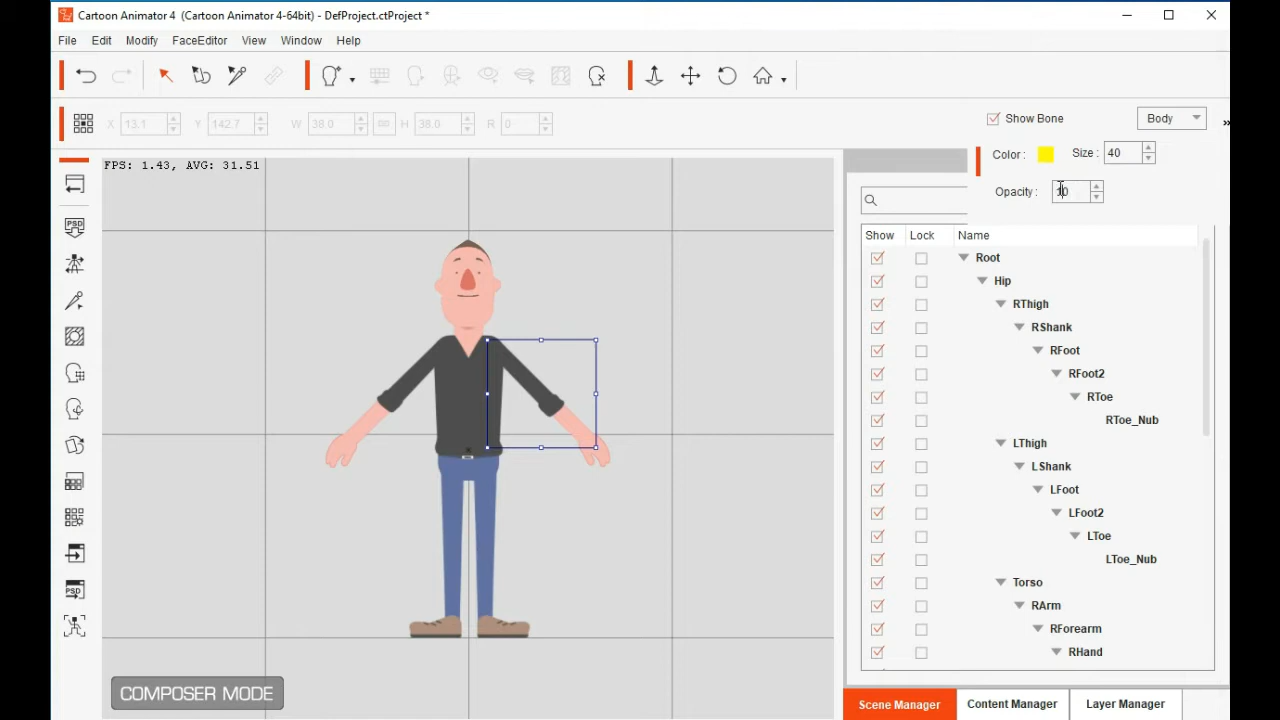 Cartoon Animator 4 (Cartoon Animator 4-64bit) - DefProject.ctProject *
File Edit Modify FaceEditor View Window Help
X 13.1 Y 142.7 W 38.0 H 38.0 R 0
Show Bone Body »
Color : Size : 40
Opacity :
FPS: 1.43, AVG: 31.51
Show Lock Name
Root
Hip
RThigh
RShank
RFoot
RFoot2
RToe
RToe_Nub
LThigh
LShank
LFoot
LFoot2
LToe
LToe_Nub
Torso
RArm
RForearm
RHand
PSD
PSD
COMPOSER MODE
Scene Manager Content Manager Layer Manager